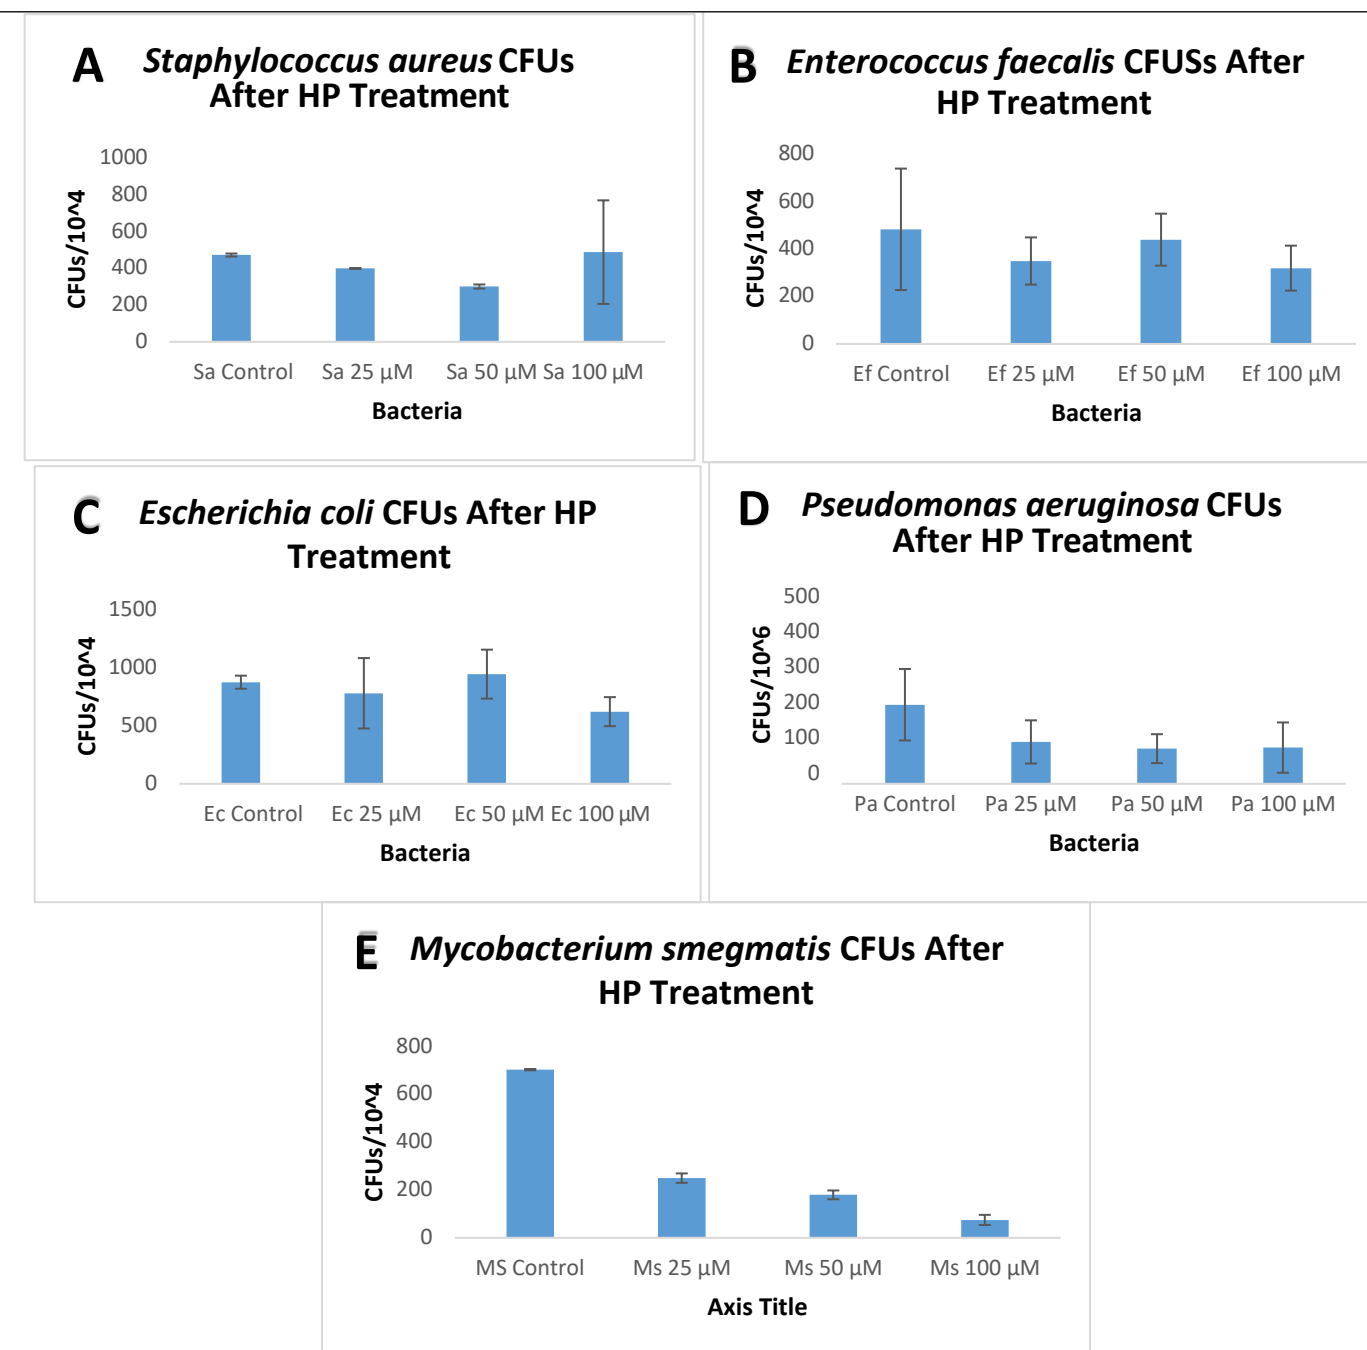 A Staphylococcus aureus CFUs
After HP Treatment
1000
800
600
400
200
0
CFUs/10^4
Sa Control Sa 25 µM Sa 50 µM Sa 100 µM
Bacteria
B Enterococcus faecalis CFUSs After
HP Treatment
800
600
400
200
0
CFUs/10^4
Ef Control Ef 25 µM Ef 50 µM Ef 100 µM
Bacteria
C Escherichia coli CFUs After HP
Treatment
1500
1000
500
0
CFUs/10^4
Ec Control Ec 25 µM Ec 50 µM Ec 100 µM
Bacteria
D Pseudomonas aeruginosa CFUs
After HP Treatment
500
400
300
200
100
0
CFUs/10^6
Pa Control Pa 25 µM Pa 50 µM Pa 100 µM
Bacteria
E Mycobacterium smegmatis CFUs After
HP Treatment
800
600
400
200
0
CFUs/10^4
MS Control Ms 25 µM Ms 50 µM Ms 100 µM
Axis Title